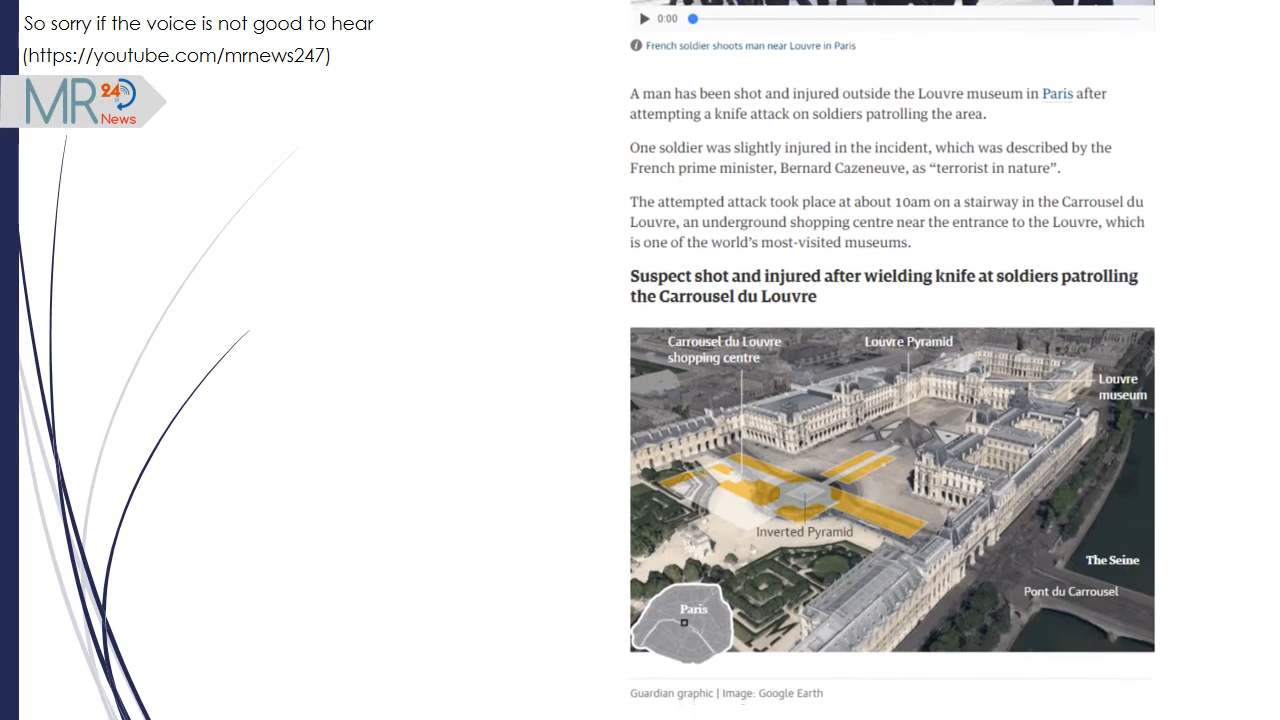 So sorry if the voice is not good to hear
(https://youtube.com/mrnews247)
MR
24
News
0:00
French soldier shoots man near Louvre in Paris
A man has been shot and injured outside the Louvre museum in Paris after
attempting a knife attack on soldiers patrolling the area.
One soldier was slightly injured in the incident, which was described by the
French prime minister, Bernard Cazeneuve, as “terrorist in nature”.
The attempted attack took place at about 10am on a stairway in the Carrousel du
Louvre, an underground shopping centre near the entrance to the Louvre, which
is one of the world’s most-visited museums.
Suspect shot and injured after wielding knife at soldiers patrolling
the Carrousel du Louvre
Carrousel du Louvre
shopping centre
Louvre Pyramid
Louvre
museum
Inverted Pyramid
The Seine
Pont du Carrousel
Paris
Guardian graphic | Image: Google Earth